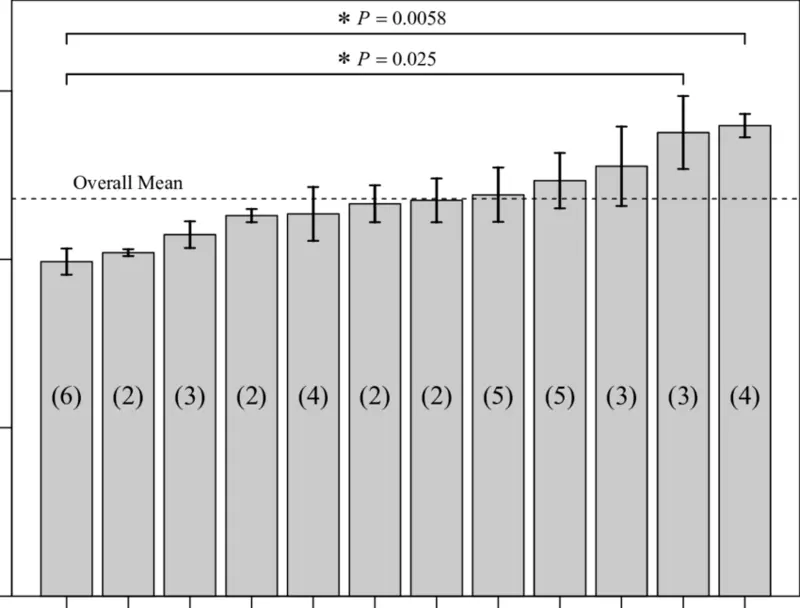 * P = 0.0058
* P = 0.025
Overall Mean
(6) (2) (3) (2) (4) (2) (2) (5) (5) (3) (3) (4)